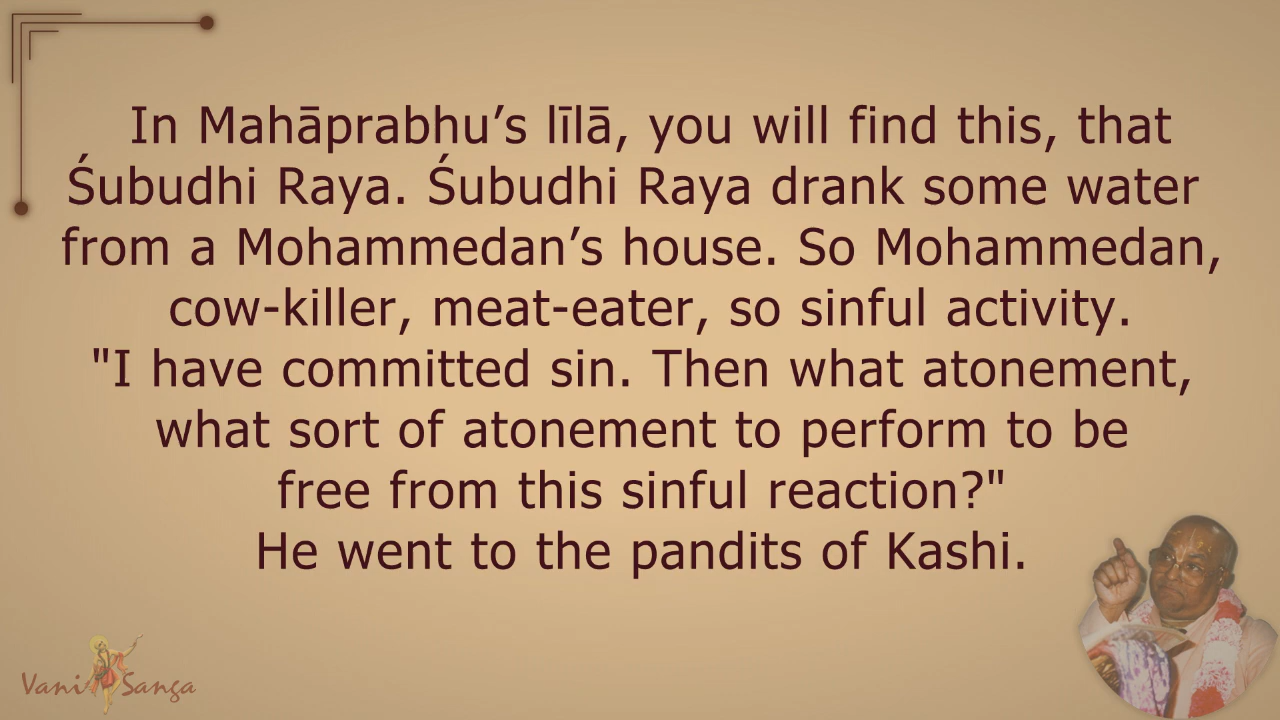 In Mahāprabhu’s līlā, you will find this, that
Śubudhi Raya. Śubudhi Raya drank some water
from a Mohammedan’s house. So Mohammedan,
cow-killer, meat-eater, so sinful activity.
"I have committed sin. Then what atonement,
what sort of atonement to perform to be
free from this sinful reaction?"
He went to the pandits of Kashi.
Vani Sanga